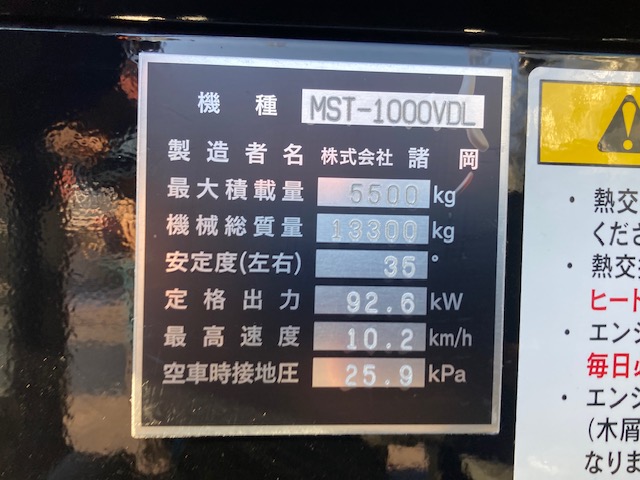 機種 MST-1000VDL
製造者名 株式会社 諸岡
最大積載量 5500 kg
機械総質量 13300 kg
安定度(左右) 35 °
定格出力 92.6 kW
最高速度 10.2 km/h
空車時接地圧 25.9 kPa
・熱交
くださ
・熱交
ヒート
・エンジ
毎日必
・エンジ
(木屑
なりま